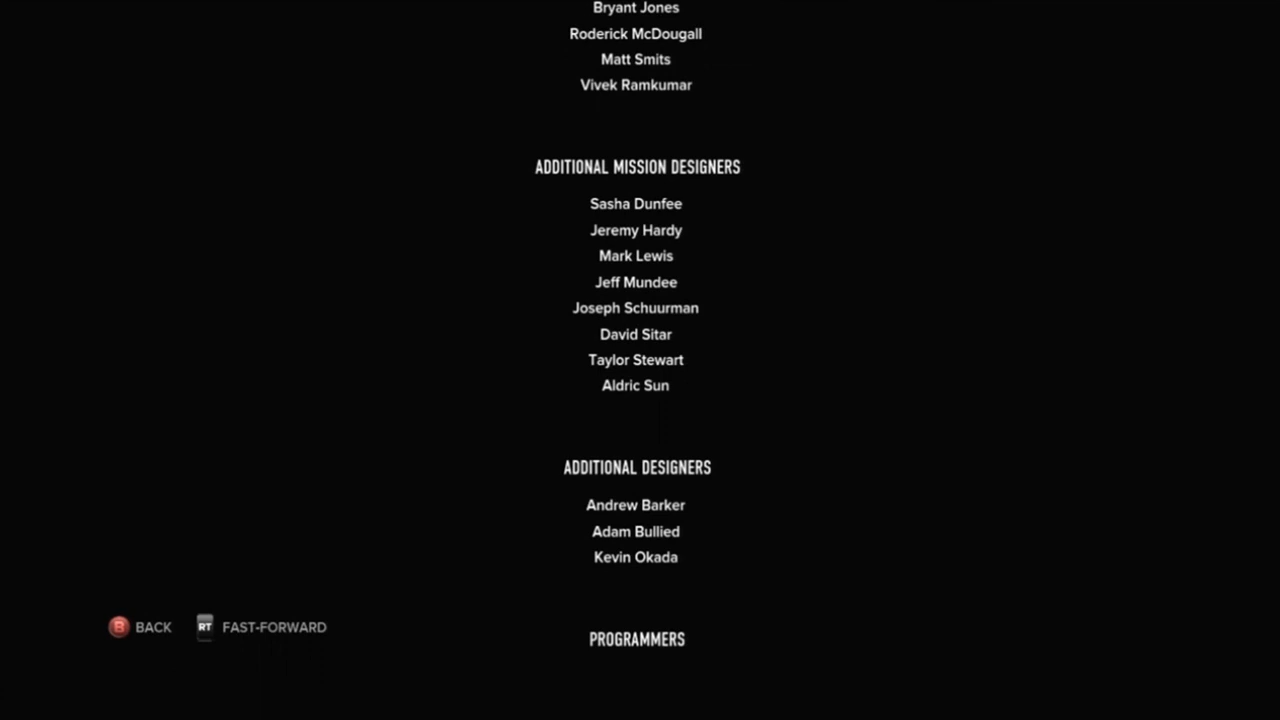 Bryant Jones
Roderick McDougall
Matt Smits
Vivek Ramkumar
ADDITIONAL MISSION DESIGNERS
Sasha Dunfee
Jeremy Hardy
Mark Lewis
Jeff Mundee
Joseph Schuurman
David Sitar
Taylor Stewart
Aldric Sun
ADDITIONAL DESIGNERS
Andrew Barker
Adam Bullied
Kevin Okada
B BACK RT FAST-FORWARD
PROGRAMMERS